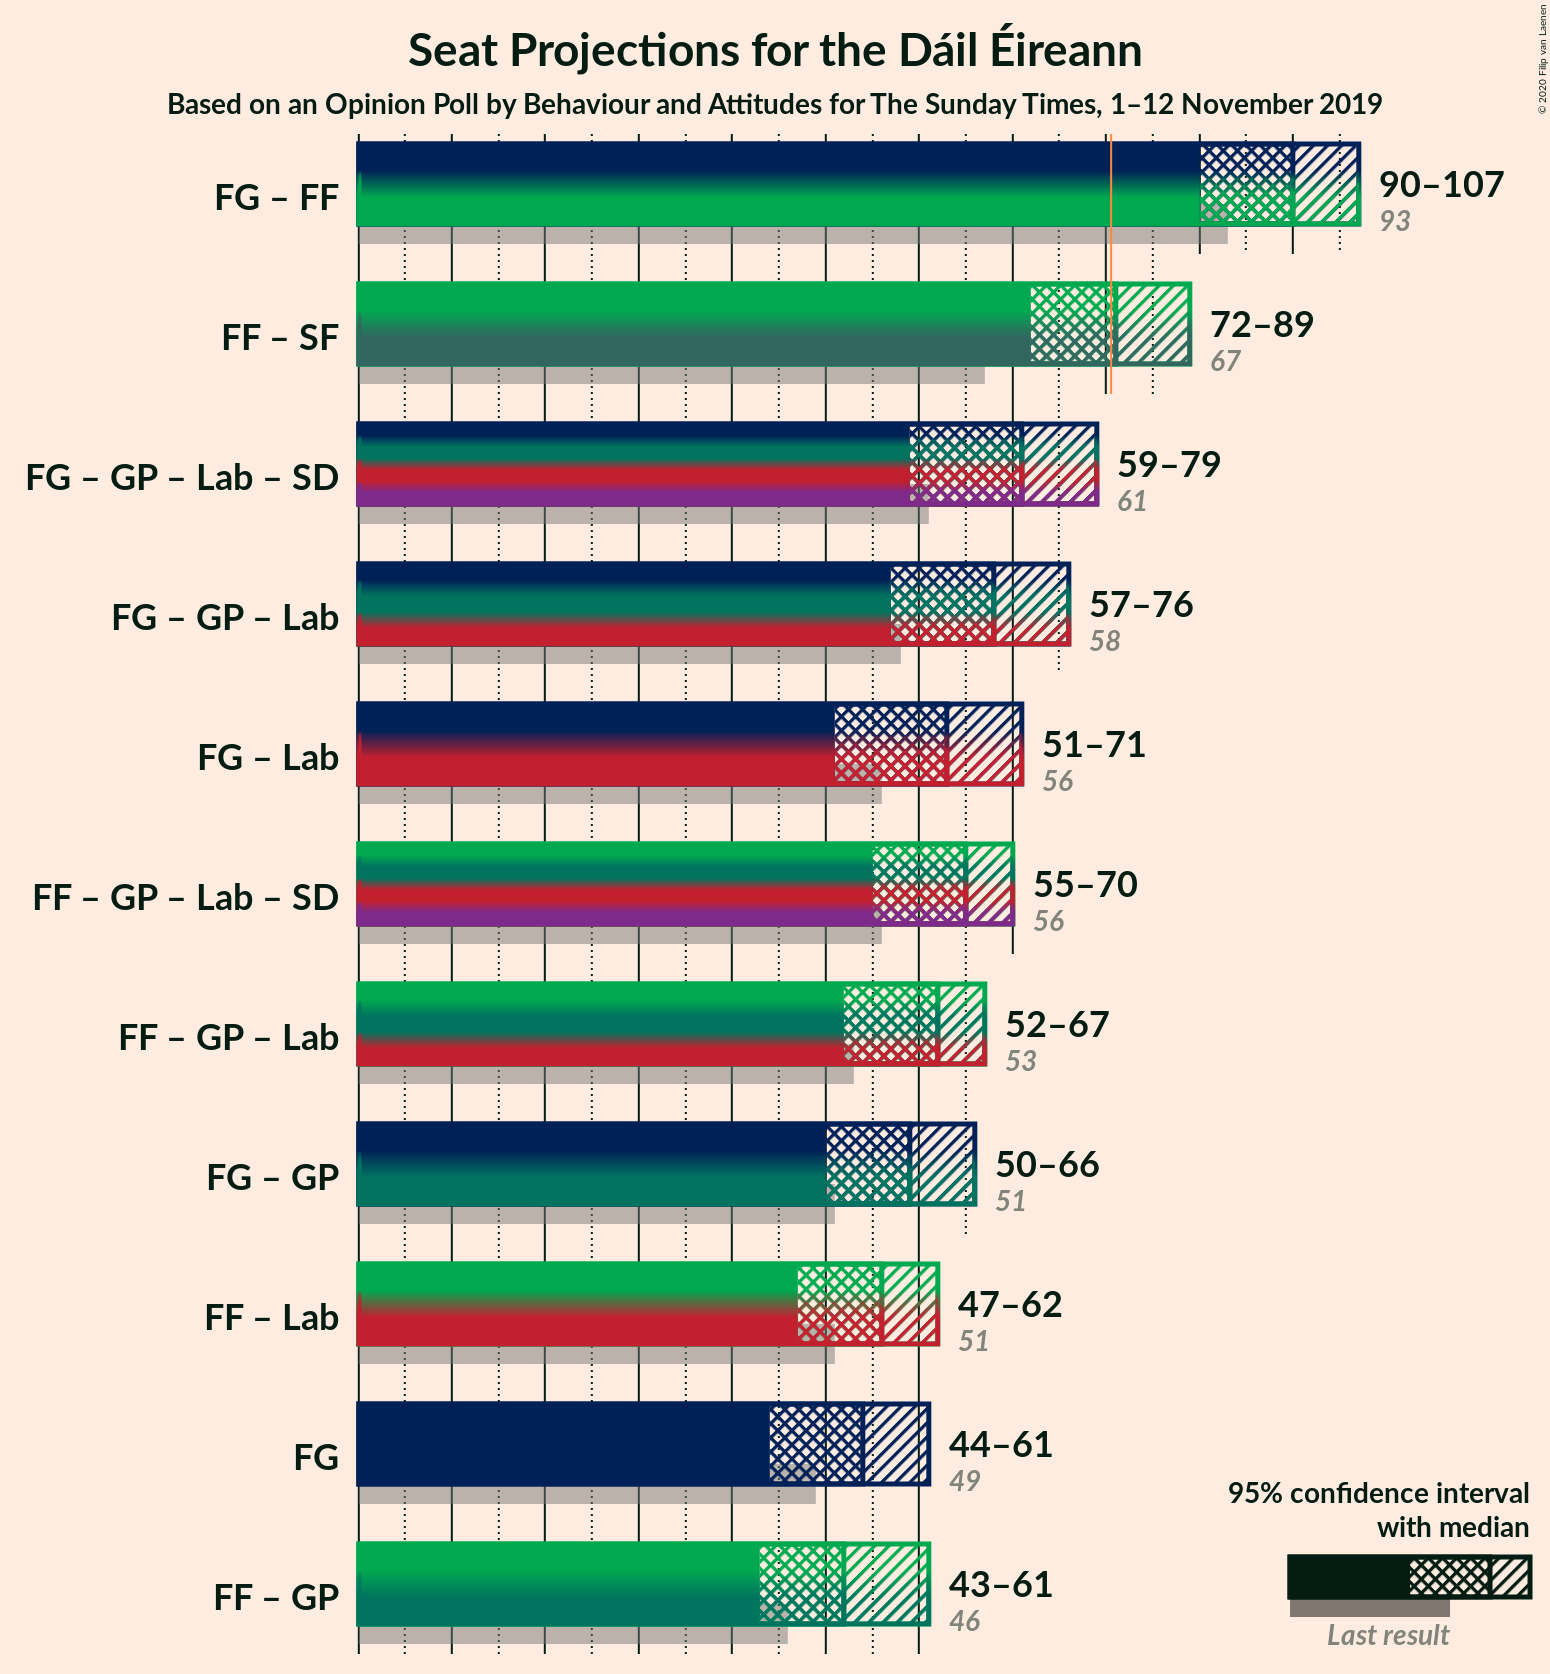 Seat Projections for the Dáil Éireann
Based on an Opinion Poll by Behaviour and Attitudes for The Sunday Times, 1–12 November 2019
© 2020 Filip van Laenen
FG – FF
90–107
93
FF – SF
72–89
67
FG – GP – Lab – SD
59–79
61
FG – GP – Lab
57–76
58
FG – Lab
51–71
56
FF – GP – Lab – SD
55–70
56
FF – GP – Lab
52–67
53
FG – GP
50–66
51
FF – Lab
47–62
51
FG
44–61
49
FF – GP
43–61
46
95% confidence interval
with median
Last result